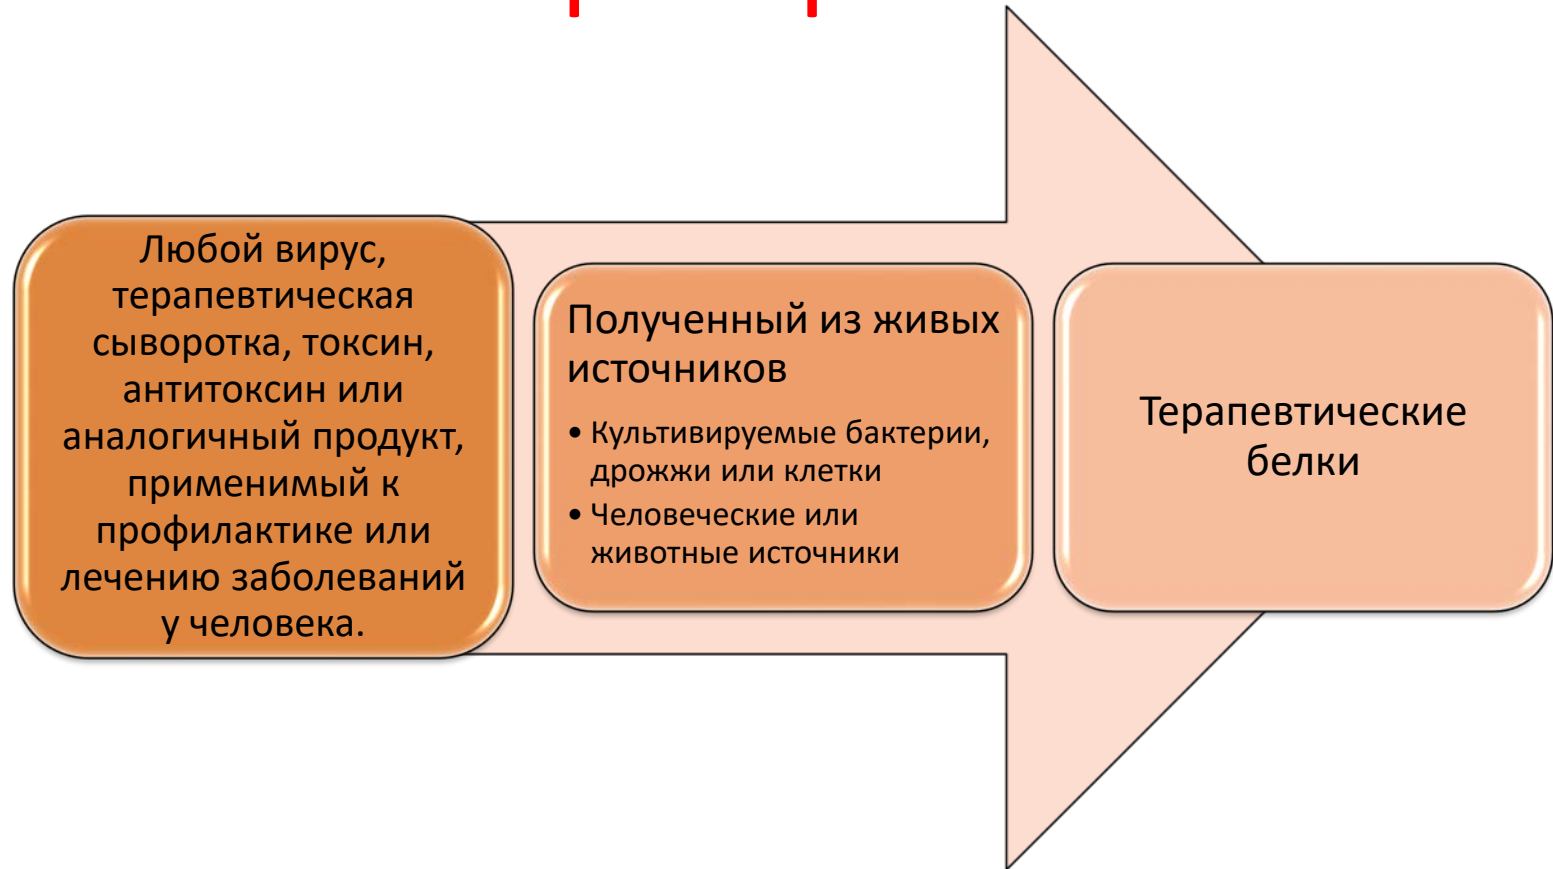 Любой вирус,
терапевтическая
сыворотка, токсин,
антитоксин или
аналогичный продукт,
применимый к
профилактике или
лечению заболеваний
у человека.
Полученный из живых
источников
• Культивируемые бактерии,
дрожжи или клетки
• Человеческие или
животные источники
Терапевтические
белки